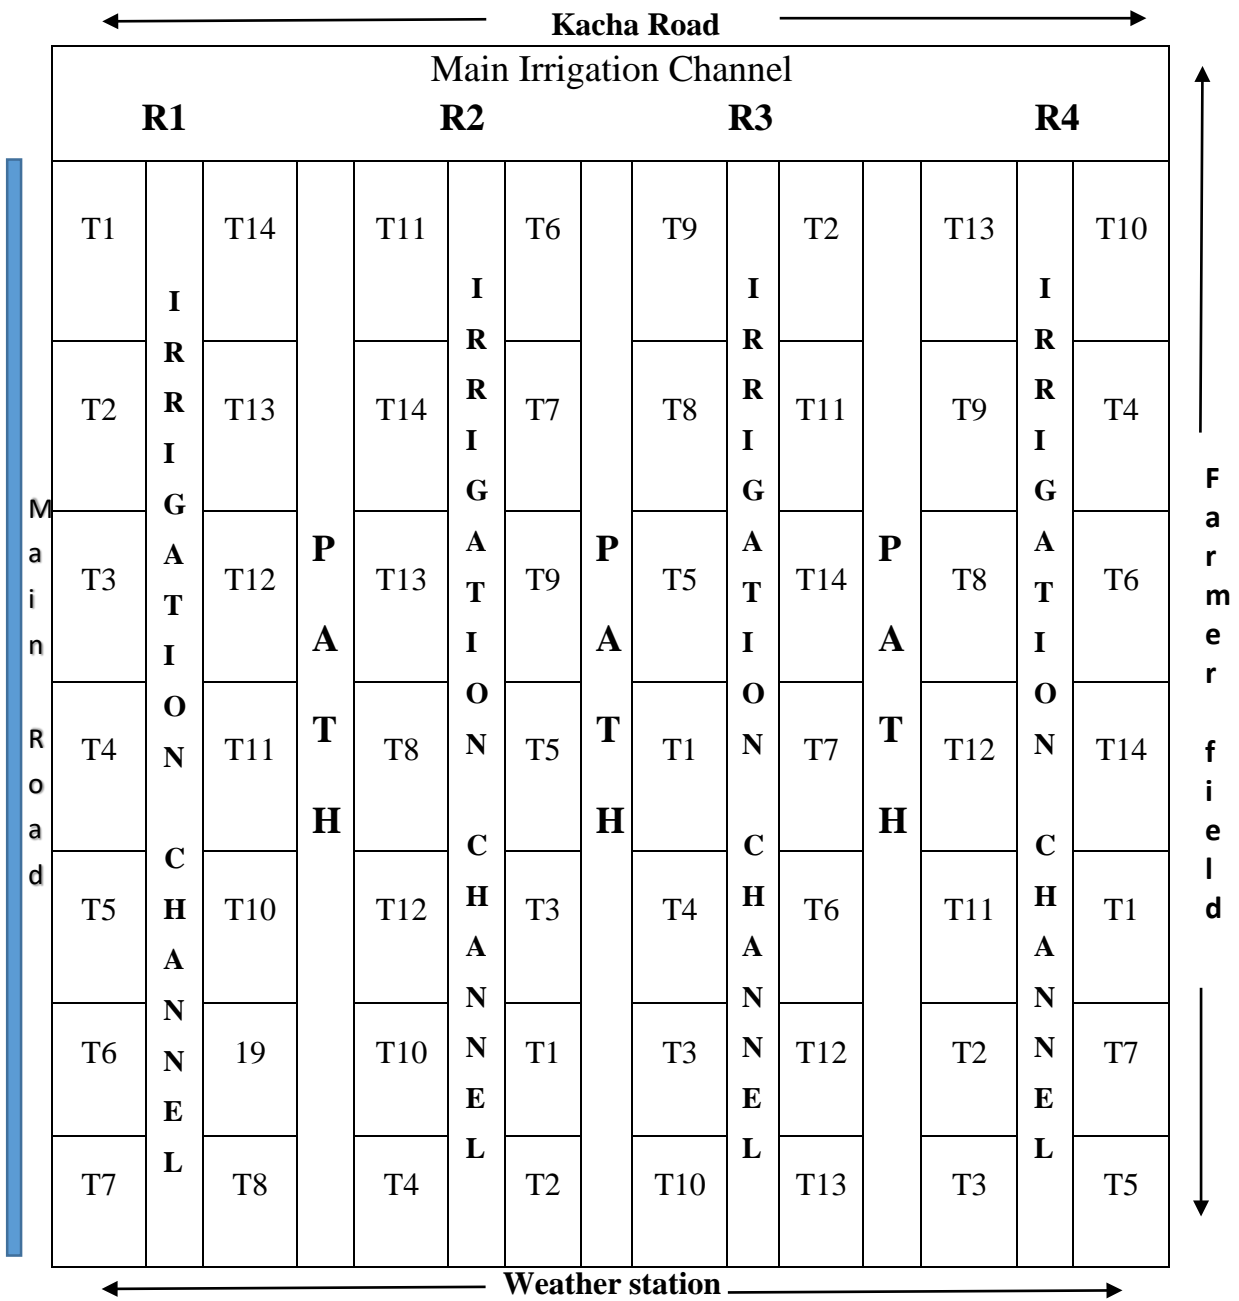 Kacha Road
Main Irrigation Channel
R1 R2 R3 R4
T1 T14 T11 T6 T9 T2 T13 T10
T2 T13 T14 T7 T8 T11 T9 T4
T3 T12 T13 T9 T5 T14 T8 T6
T4 T11 T8 T5 T1 T7 T12 T14
T5 T10 T12 T3 T4 T6 T11 T1
T6 19 T10 T1 T3 T12 T2 T7
T7 T8 T4 T2 T10 T13 T3 T5
IRRIGATION CHANNEL
PATH
IRRIGATION CHANNEL
PATH
IRRIGATION CHANNEL
PATH
IRRIGATION CHANNEL
Main Road
Farmer field
Weather station